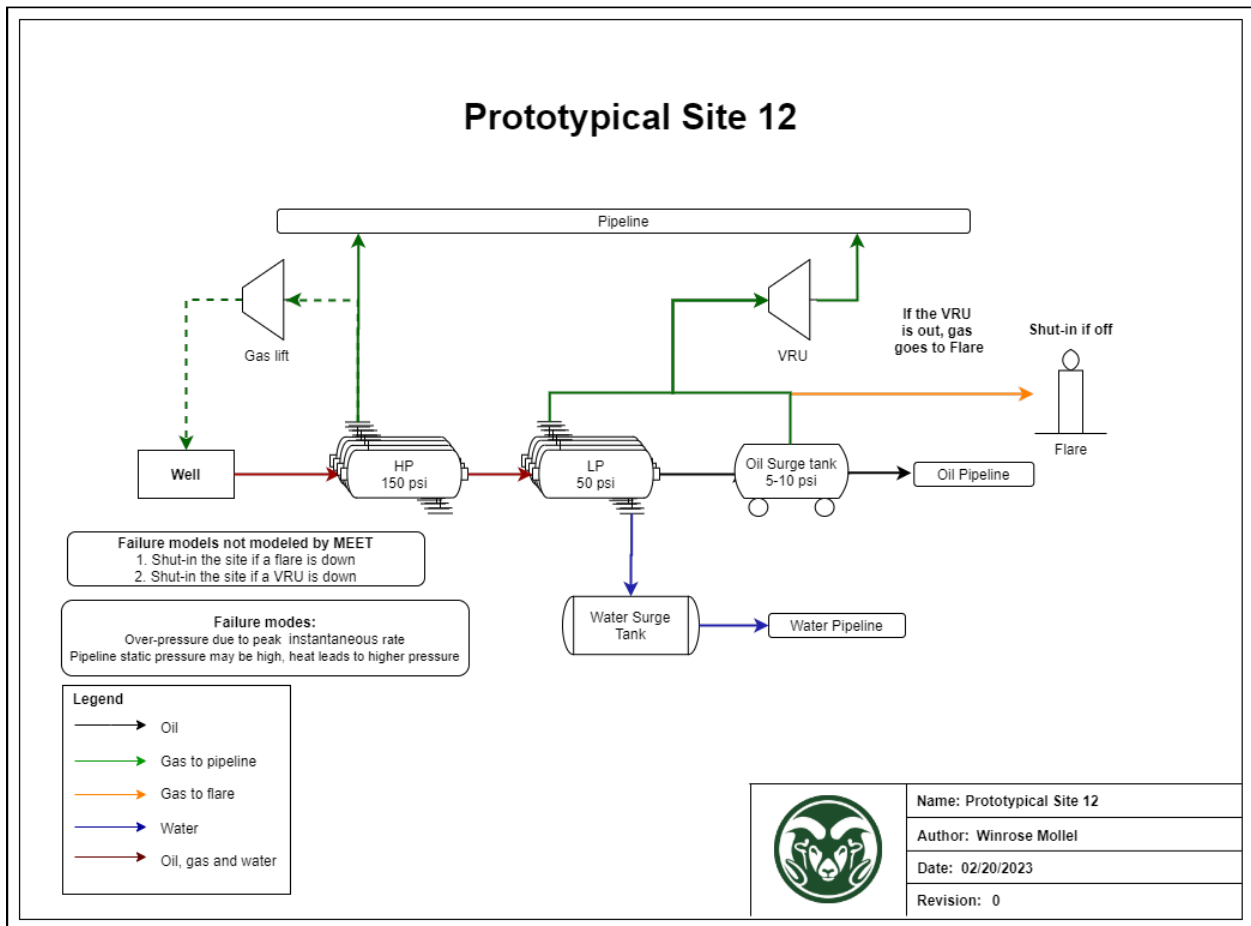 Prototypical Site 12
Pipeline
Gas lift
VRU
If the VRU
is out, gas
goes to Flare
Shut-in if off
Flare
Well
HP
150 psi
LP
50 psi
Oil Surge tank
5-10 psi
Oil Pipeline
Failure models not modeled by MEET
1. Shut-in the site if a flare is down
2. Shut-in the site if a VRU is down
Water Surge
Tank
Water Pipeline
Failure modes:
Over-pressure due to peak instantaneous rate
Pipeline static pressure may be high, heat leads to higher pressure
Legend
Oil
Gas to pipeline
Gas to flare
Water
Oil, gas and water
Name: Prototypical Site 12
Author: Winrose Mollel
Date: 02/20/2023
Revision: 0